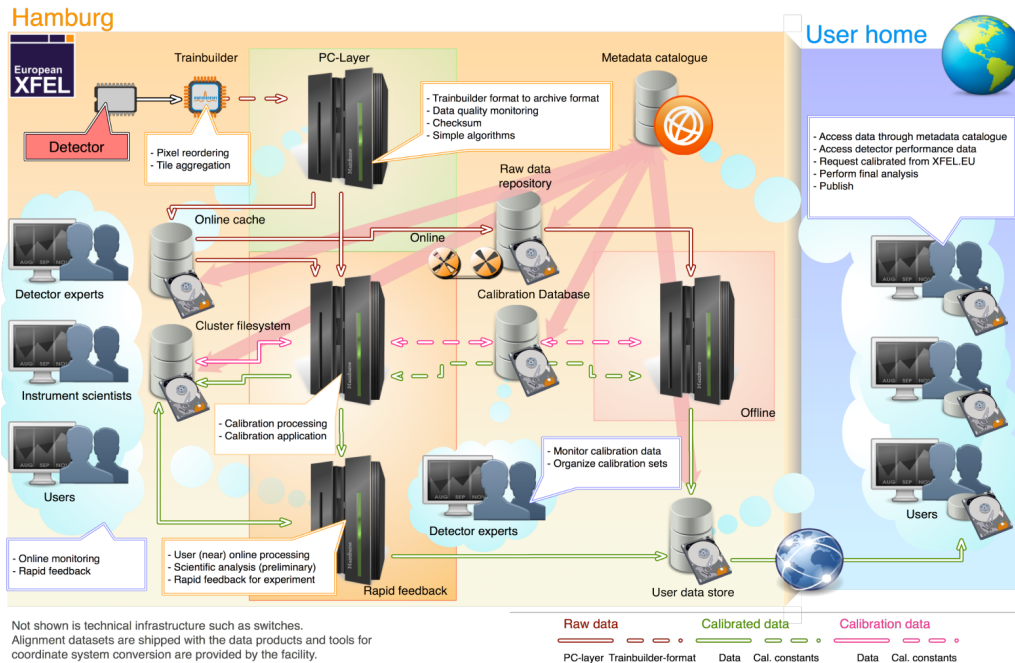 Hamburg
User home
European
XFEL
Trainbuilder
PC-Layer
Metadata catalogue
- Trainbuilder format to archive format
- Data quality monitoring
- Checksum
- Simple algorithms
- Access data through metadata catalogue
- Access detector performance data
- Request calibrated from XFEL.EU
- Perform final analysis
- Publish
Detector
- Pixel reordering
- Tile aggregation
Raw data
repository
Online cache
Online
Detector experts
Calibration Database
Cluster filesystem
Instrument scientists
Offline
- Calibration processing
- Calibration application
- Monitor calibration data
- Organize calibration sets
Users
Detector experts
Users
- Online monitoring
- Rapid feedback
- User (near) online processing
- Scientific analysis (preliminary)
- Rapid feedback for experiment
Rapid feedback
User data store
Not shown is technical infrastructure such as switches.
Alignment datasets are shipped with the data products and tools for
coordinate system conversion are provided by the facility.
Raw data
Calibrated data
Calibration data
PC-layer Trainbuilder-format
Data Cal. constants
Data Cal. constants